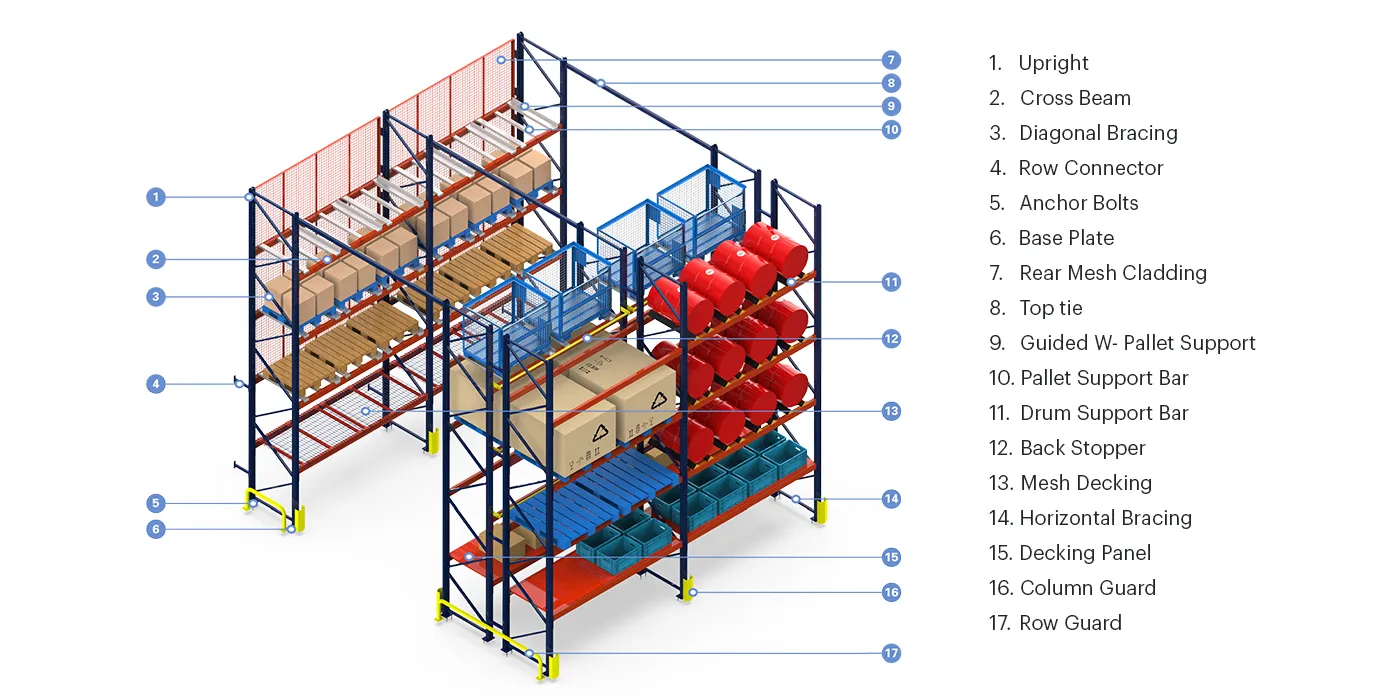 7
8
9
10
1
2
3
11
12
4
13
5
14
6
15
16
17
1. Upright
2. Cross Beam
3. Diagonal Bracing
4. Row Connector
5. Anchor Bolts
6. Base Plate
7. Rear Mesh Cladding
8. Top tie
9. Guided W- Pallet Support
10. Pallet Support Bar
11. Drum Support Bar
12. Back Stopper
13. Mesh Decking
14. Horizontal Bracing
15. Decking Panel
16. Column Guard
17. Row Guard